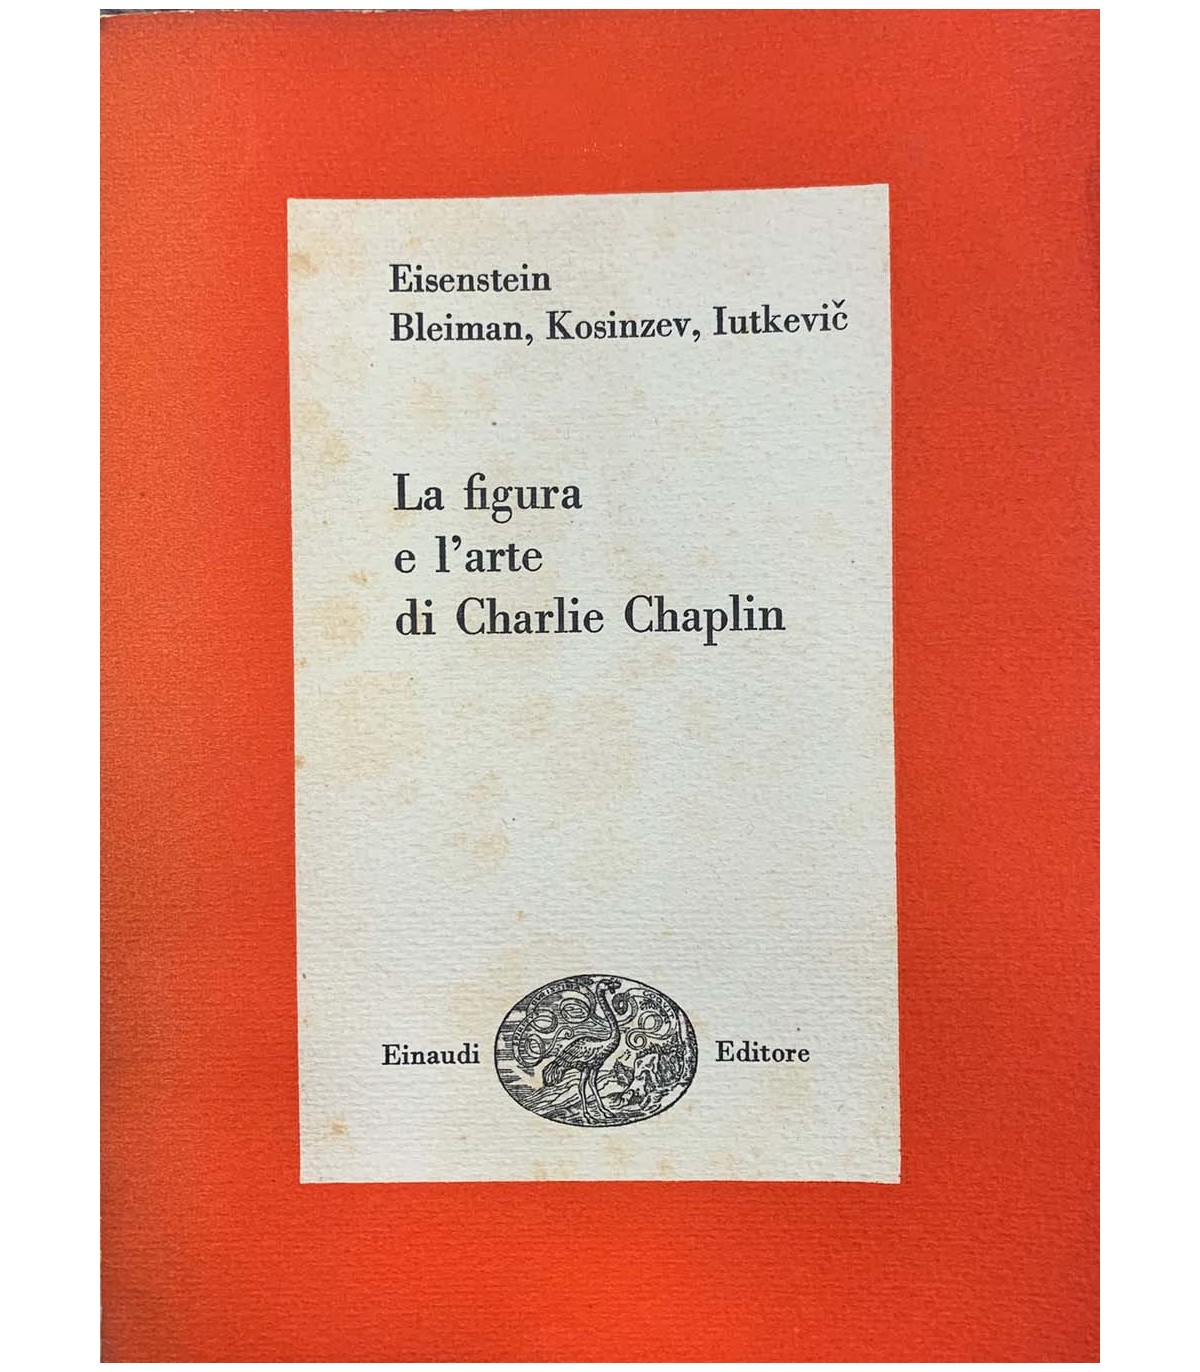 Eisenstein
Bleiman, Kosinzev, Iutkevič
La figura
e l'arte
di Charlie Chaplin
Einaudi
Editore